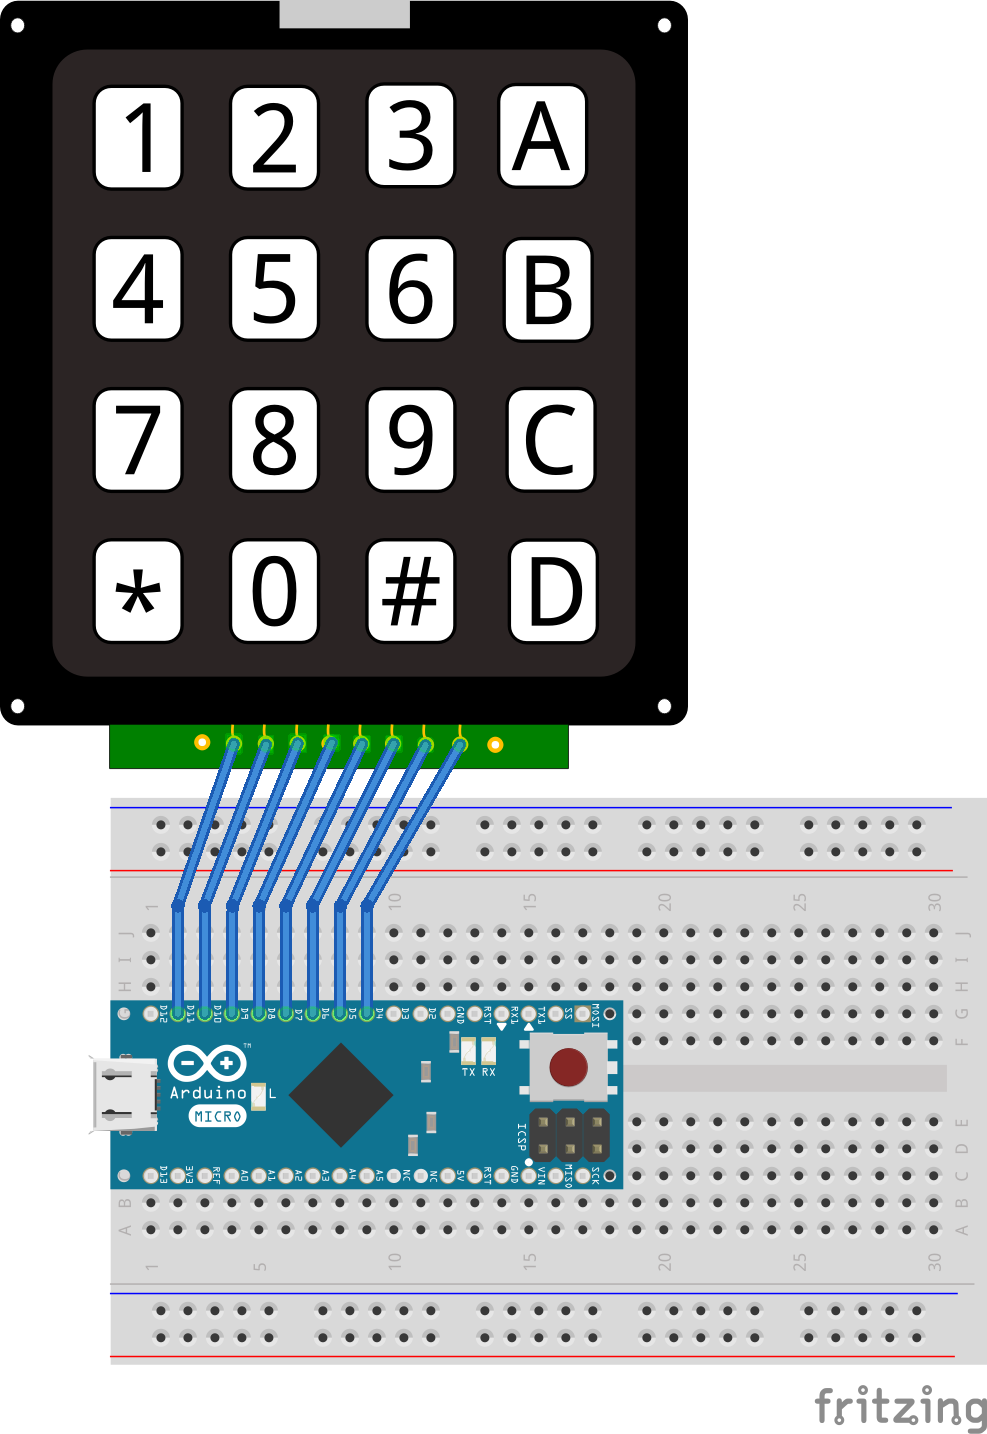 1 2 3 A
4 5 6 B
7 8 9 C
* 0 # D
1 10 15 20 25 30
J J
I I
H H
G
F
D12 D11 D10 D9 D8 D7 D6 D5 D4 D3 D2 GND RST RX1 TX1 SS MOSI
TM
Arduino
MICRO
L
TX RX
ICSP
D13 3V3 REF A0 A1 A2 A3 A4 A5 NC NC 5V RST GND VIN MISO SCK
E
D
C
B B
A A
1 5 10 15 20 25 30
fritzing